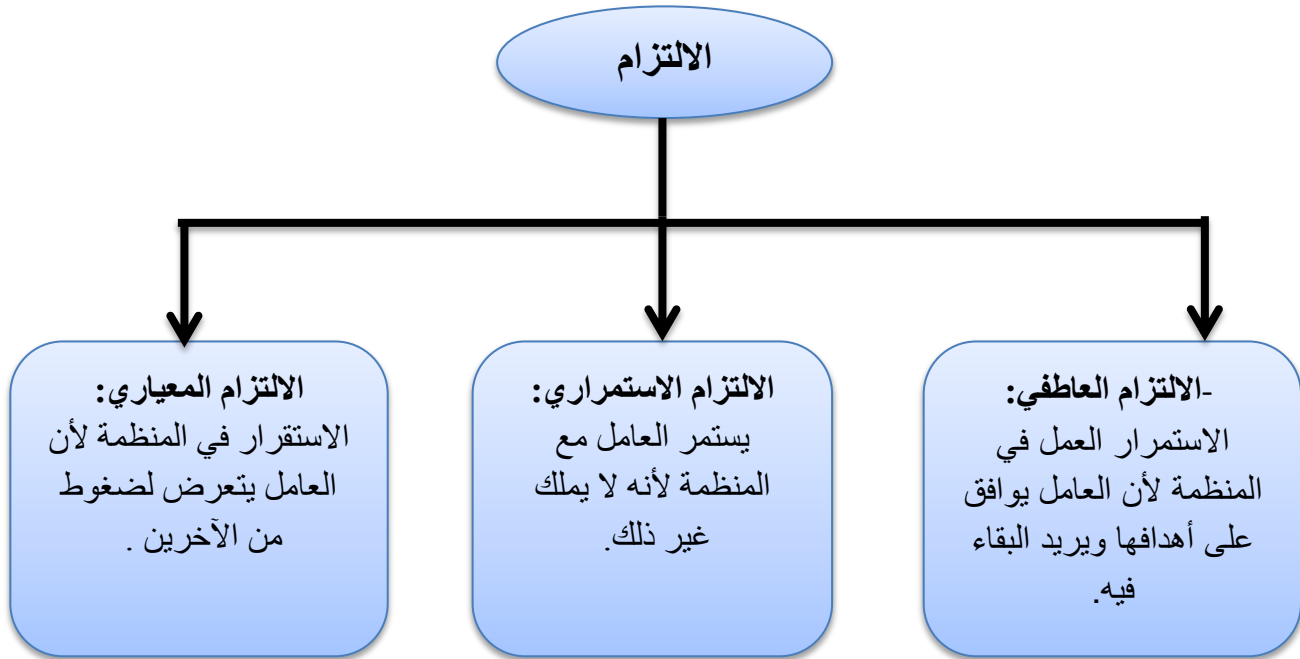 الالتزام
-الالتزام العاطفي:
الاستمرار العمل في
المنظمة لأن العامل يوافق
على أهدافها ويريد البقاء
فيه.
الالتزام الاستمراري:
يستمر العامل مع
المنظمة لأنه لا يملك
غير ذلك.
الالتزام المعياري:
الاستقرار في المنظمة لأن
العامل يتعرض لضغوط
من الآخرين .